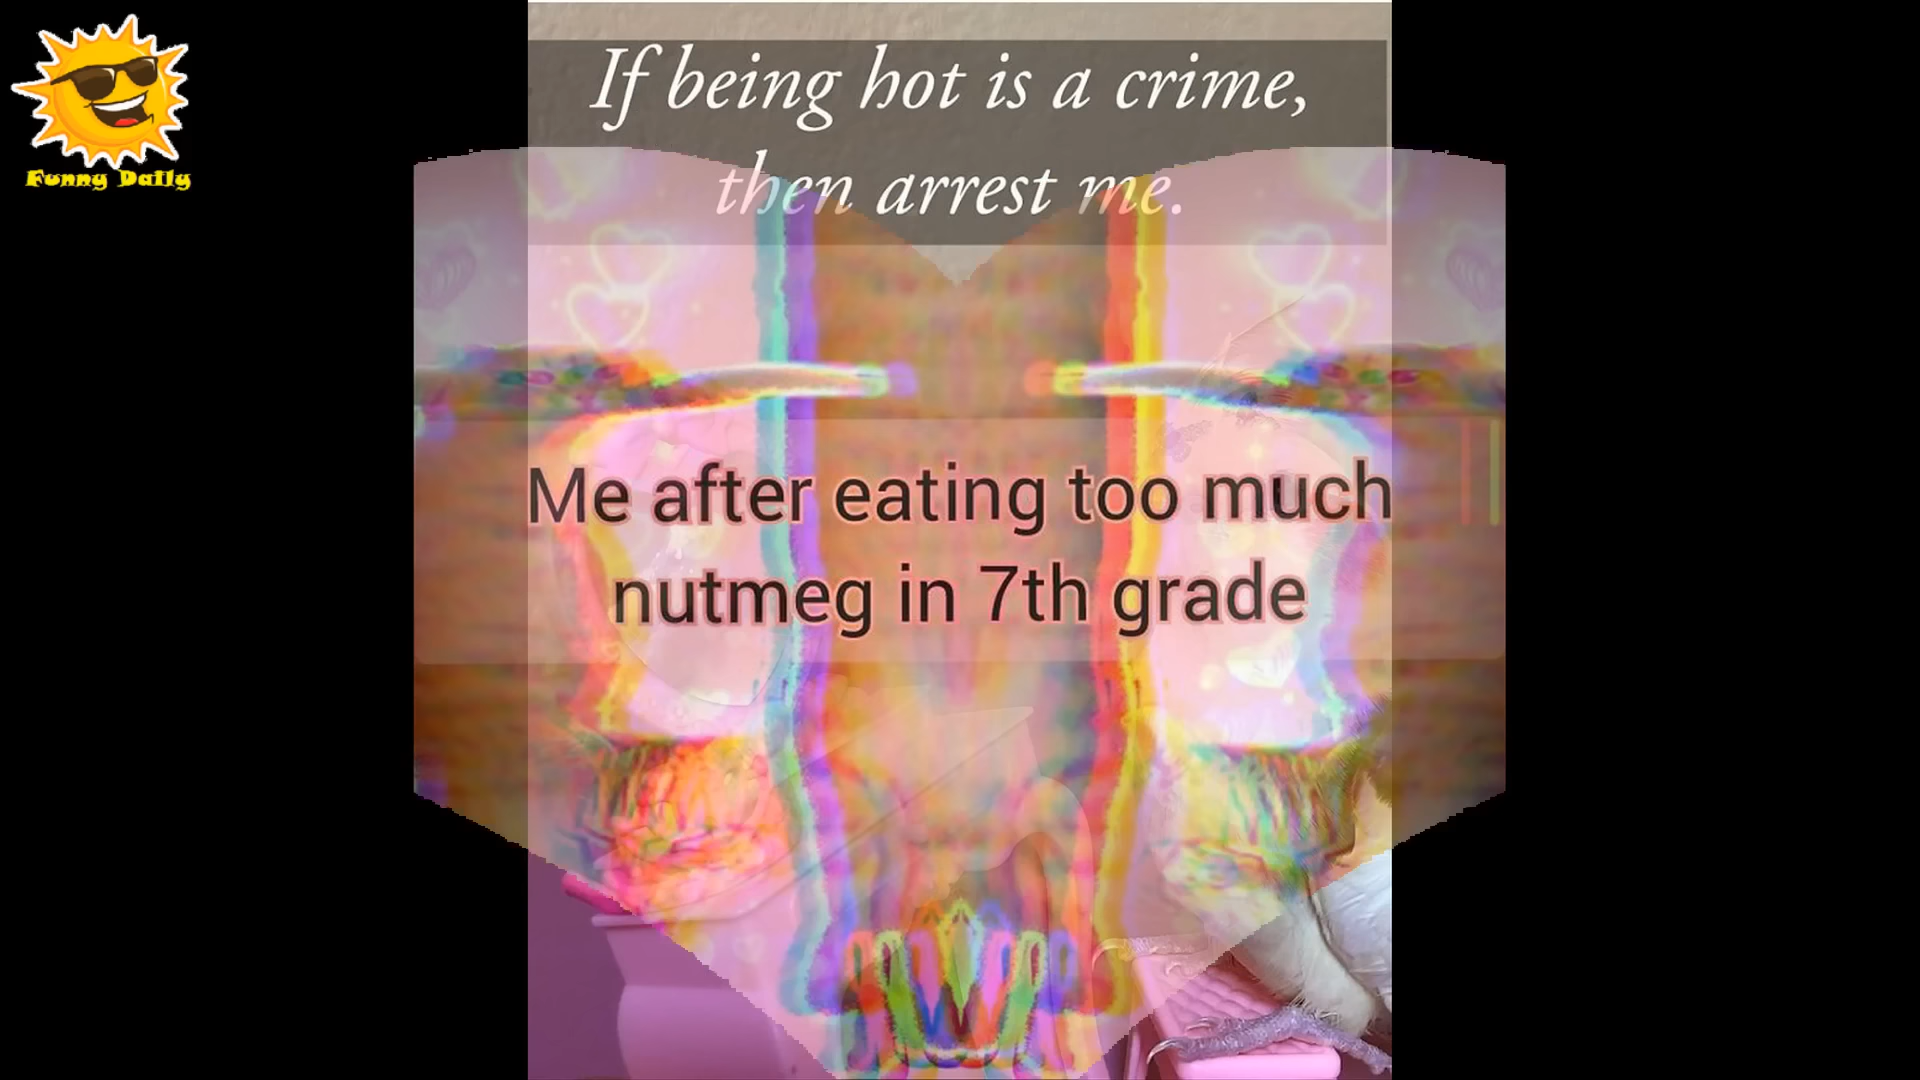 Funny Daily
If being hot is a crime,
then arrest me.
Me after eating too much
nutmeg in 7th grade